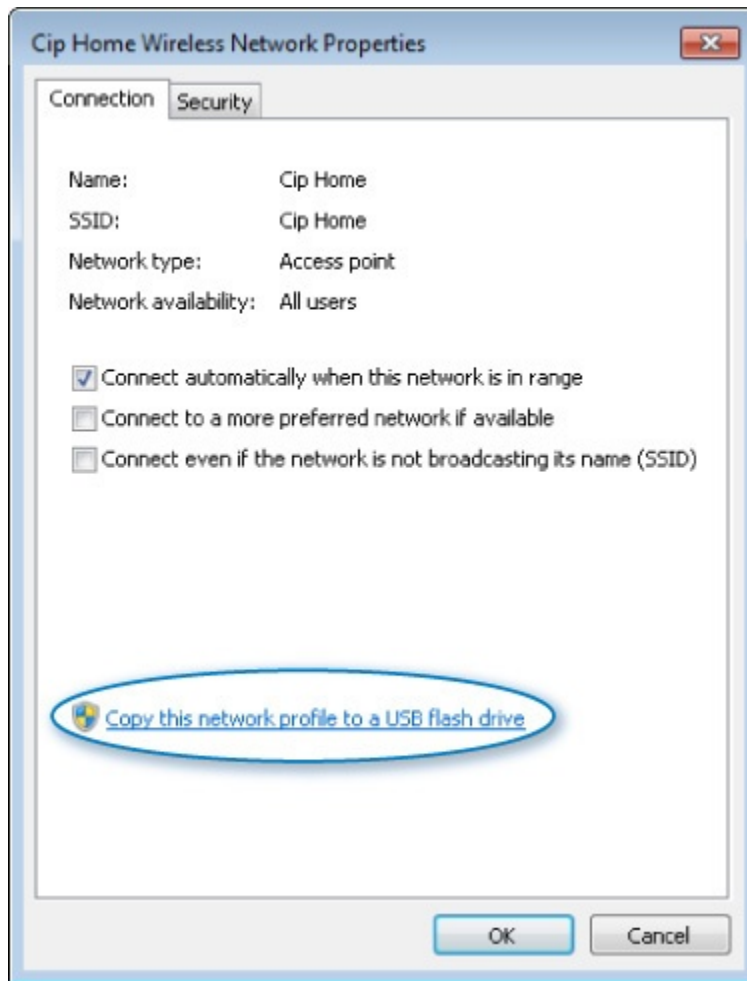 Cip Home Wireless Network Properties
Connection
Security
Name: Cip Home
SSID: Cip Home
Network type: Access point
Network availability: All users
Connect automatically when this network is in range
Connect to a more preferred network if available
Connect even if the network is not broadcasting its name (SSID)
Copy this network profile to a USB flash drive
OK
Cancel